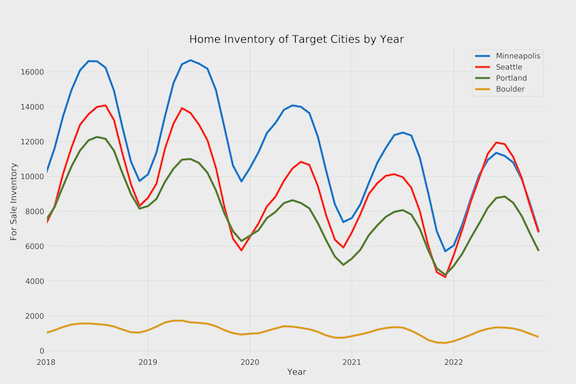 Home Inventory of Target Cities by Year
Minneapolis
Seattle
Portland
Boulder
For Sale Inventory
16000
14000
12000
10000
8000
6000
4000
2000
0
2018 2019 2020 2021 2022
Year